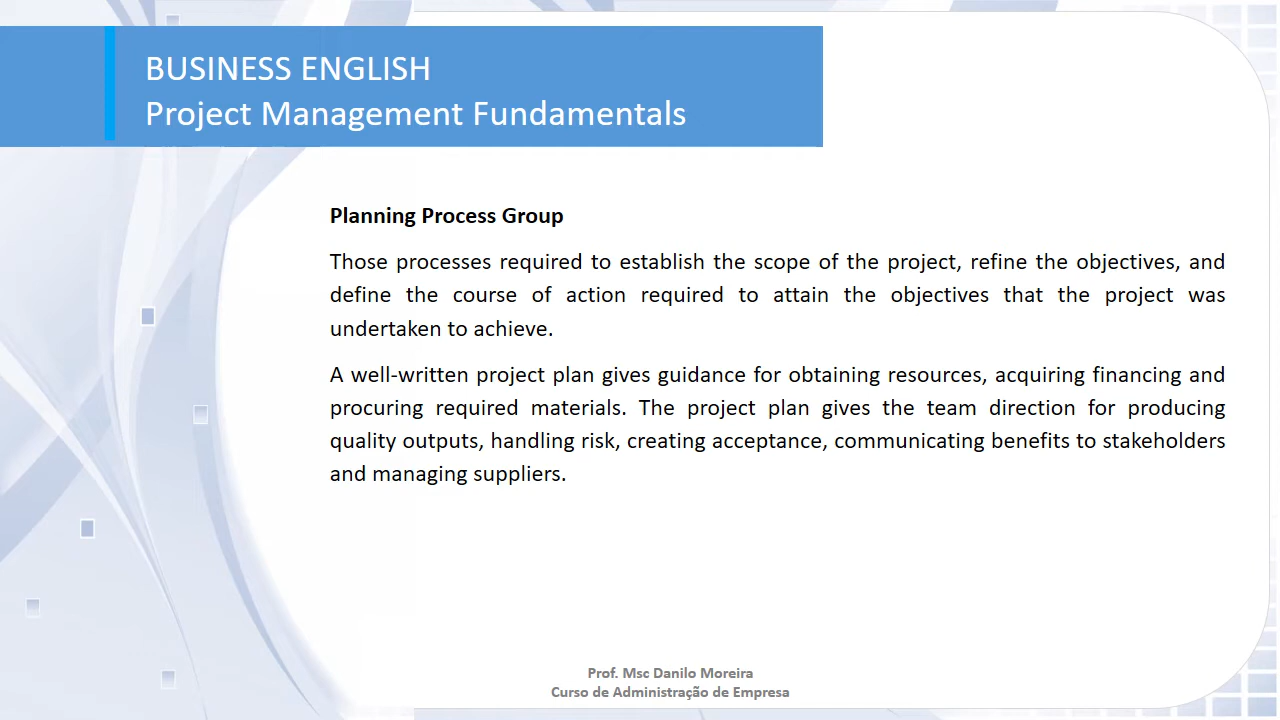 BUSINESS ENGLISH
Project Management Fundamentals
Planning Process Group
Those processes required to establish the scope of the project, refine the objectives, and
define the course of action required to attain the objectives that the project was
undertaken to achieve.
A well-written project plan gives guidance for obtaining resources, acquiring financing and
procuring required materials. The project plan gives the team direction for producing
quality outputs, handling risk, creating acceptance, communicating benefits to stakeholders
and managing suppliers.
Prof. Msc Danilo Moreira
Curso de Administração de Empresa